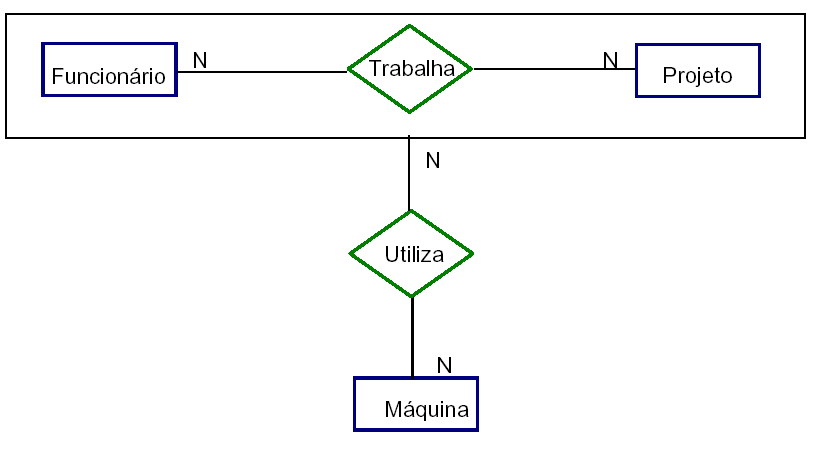 N
N
Funcionário
Trabalha
Projeto
N
Utiliza
N
Máquina